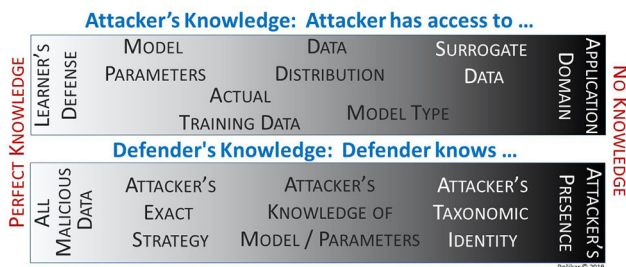 Attacker's Knowledge: Attacker has access to ...
PERFECT KNOWLEDGE
LEARNER'S
DEFENSE
MODEL
PARAMETERS
DATA
DISTRIBUTION
SURROGATE
DATA
ACTUAL
TRAINING DATA
MODEL TYPE
APPLICATION
DOMAIN
NO KNOWLEDGE
Defender's Knowledge: Defender knows ...
ALL
MALICIOUS
DATA
ATTACKER'S
EXACT
STRATEGY
ATTACKER'S
KNOWLEDGE OF
MODEL / PARAMETERS
ATTACKER'S
TAXONOMIC
IDENTITY
ATTACKER'S
PRESENCE